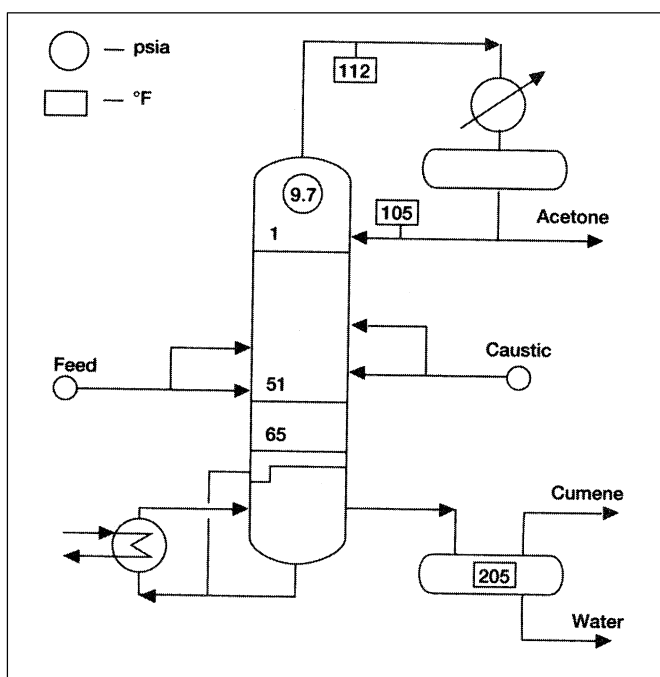 — psia
— °F
112
9.7
105
Acetone
1
Feed
Caustic
51
65
Cumene
205
Water